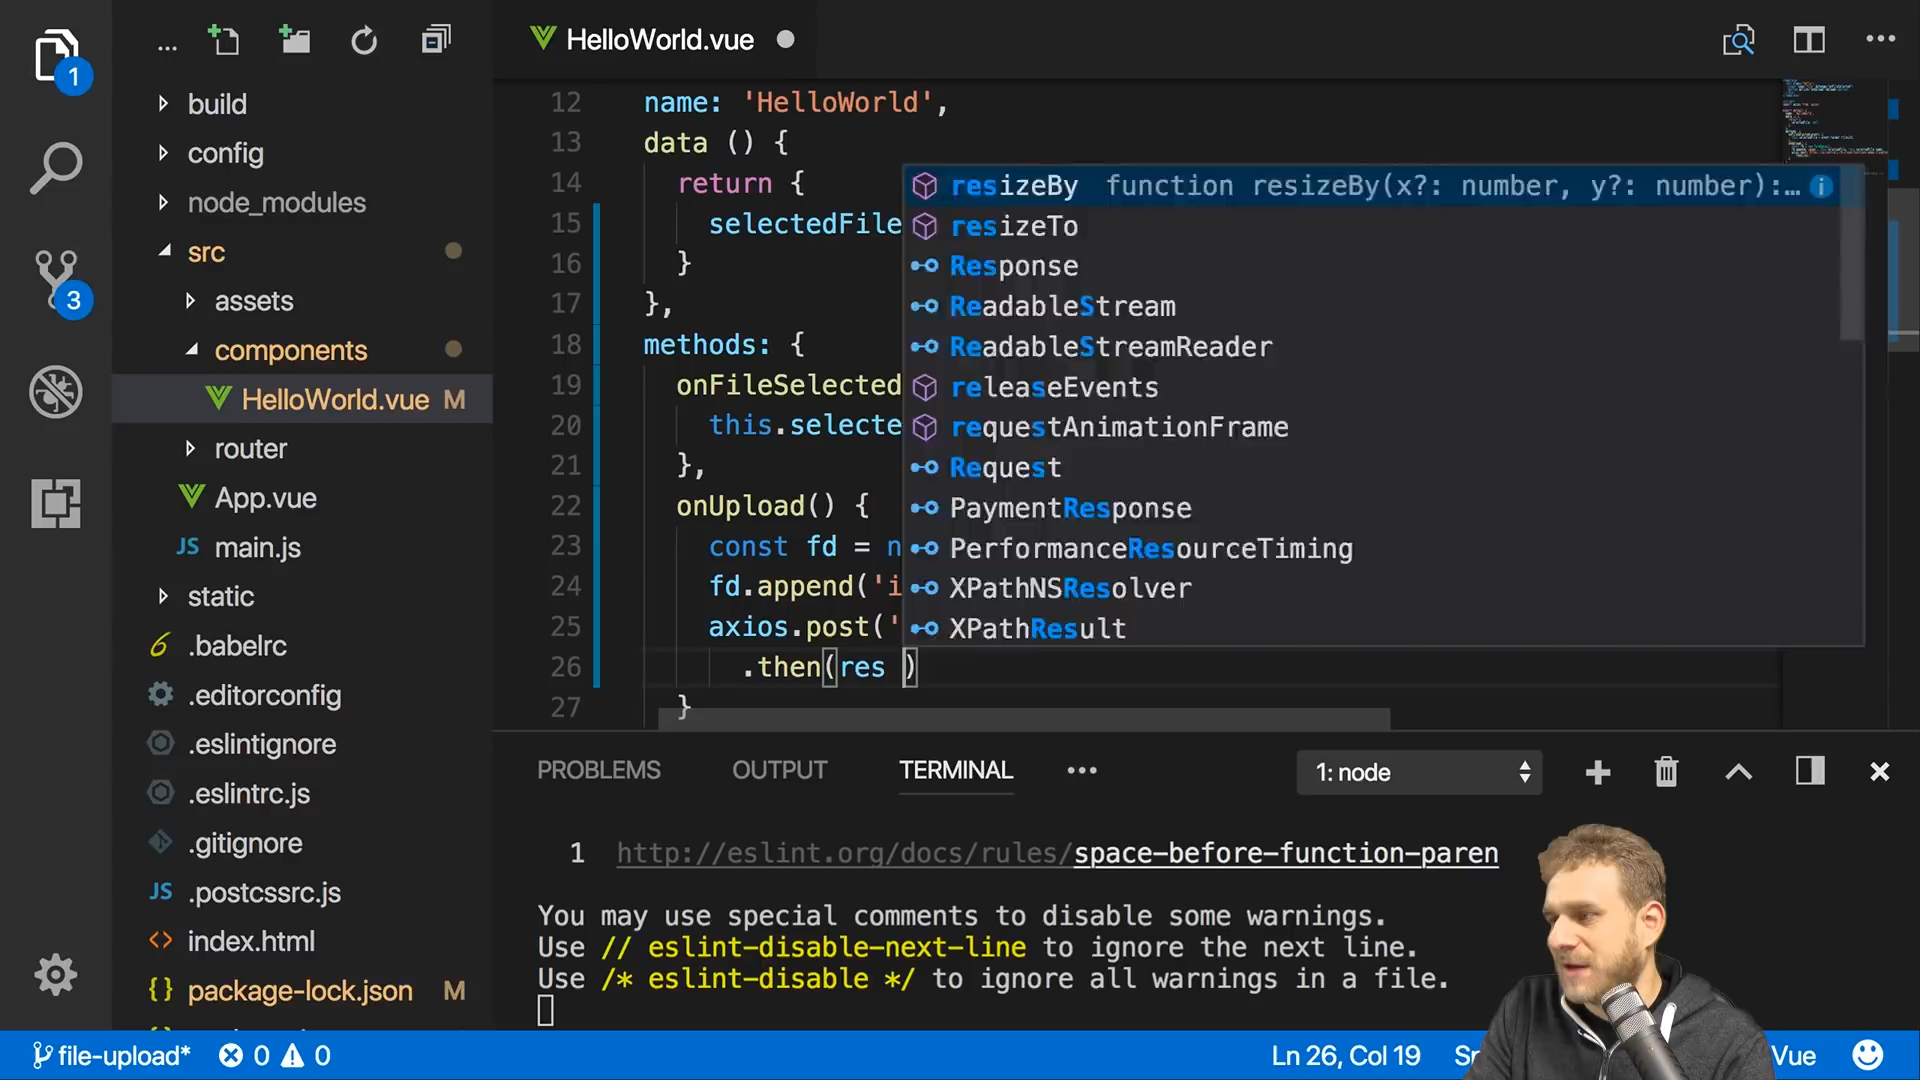 ...
HelloWorld.vue
1
build
config
node_modules
src
assets
components
HelloWorld.vue M
router
App.vue
JS main.js
static
.babelrc
.editorconfig
.eslintignore
.eslintrc.js
.gitignore
JS .postcssrc.js
index.html
{} package-lock.json M
3
12 name: 'HelloWorld',
13 data () {
14 return {
15 selectedFile
16 }
17 },
18 methods: {
19 onFileSelected
20 this.selecte
21 },
22 onUpload() {
23 const fd = n
24 fd.append('i
25 axios.post('
26 .then(res )
27 }
resizeBy function resizeBy(x?: number, y?: number):…
resizeTo
Response
ReadableStream
ReadableStreamReader
releaseEvents
requestAnimationFrame
Request
PaymentResponse
PerformanceResourceTiming
XPathNSResolver
XPathResult
PROBLEMS OUTPUT TERMINAL ... 1: node
1 http://eslint.org/docs/rules/space-before-function-paren
You may use special comments to disable some warnings.
Use // eslint-disable-next-line to ignore the next line.
Use /* eslint-disable */ to ignore all warnings in a file.
file-upload* 0 0 Ln 26, Col 19 Vue